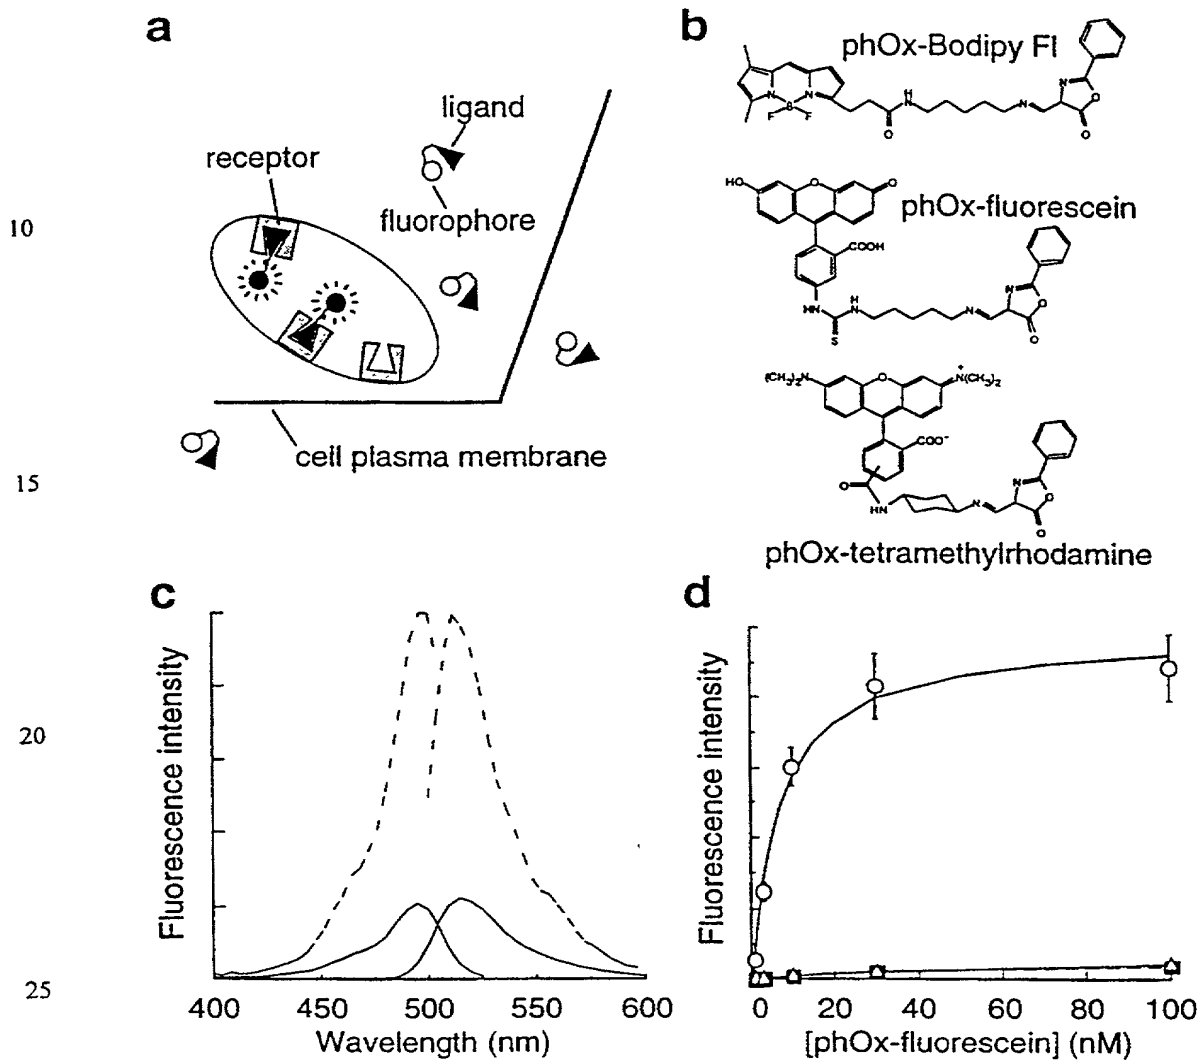 a
ligand
receptor
fluorophore
10
cell plasma membrane
15
b
phOx-Bodipy Fl
N
N
B
F
F
O
H
N
N
N
O
O
HO
O
O
phOx-fluorescein
COOH
HN
S
H
N
N
N
O
O
(CH3)2N
O
+
N(CH3)2
COO-
O
HN
N
N
O
O
phOx-tetramethylrhodamine
c
Fluorescence intensity
20
25
400
450
500
550
600
Wavelength (nm)
d
Fluorescence intensity
0
20
40
60
80
100
[phOx-fluorescein] (nM)